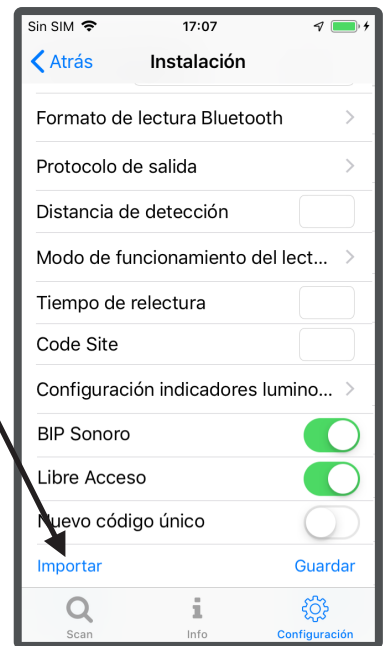 Sin SIM 17:07
Atrás Instalación
Formato de lectura Bluetooth
Protocolo de salida
Distancia de detección
Modo de funcionamiento del lect...
Tiempo de relectura
Code Site
Configuración indicadores lumino...
BIP Sonoro
Libre Acceso
Nuevo código único
Importar Guardar
Scan Info Configuración